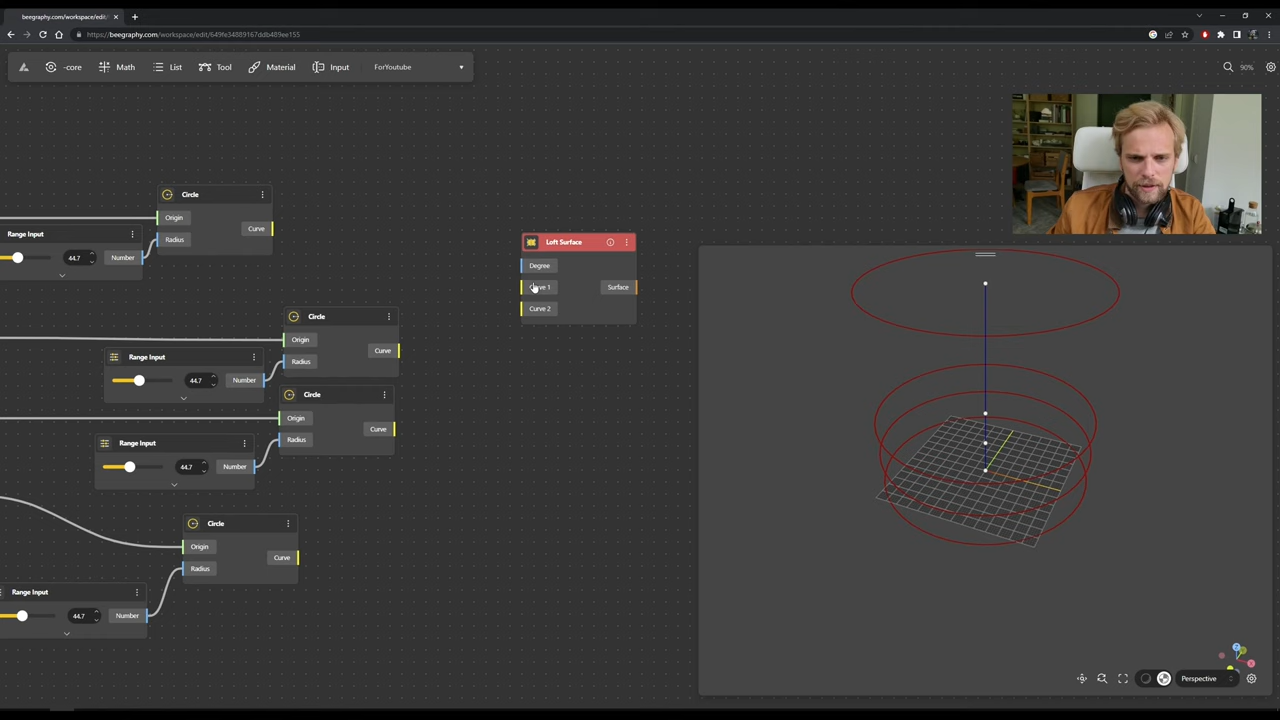 beegraphy.com/workspace/edit/
https://beegraphy.com/workspace/edit/649fe34889167ddb489ee155
-core
Math
List
Tool
Material
Input
ForYoutube
90%
Circle
Origin
Radius
Curve
Range Input
44.7
Number
Loft Surface
Degree
Curve 1
Curve 2
Surface
Circle
Origin
Radius
Curve
Range Input
44.7
Number
Circle
Origin
Radius
Curve
Range Input
44.7
Number
Circle
Origin
Radius
Curve
Range Input
44.7
Number
Perspective